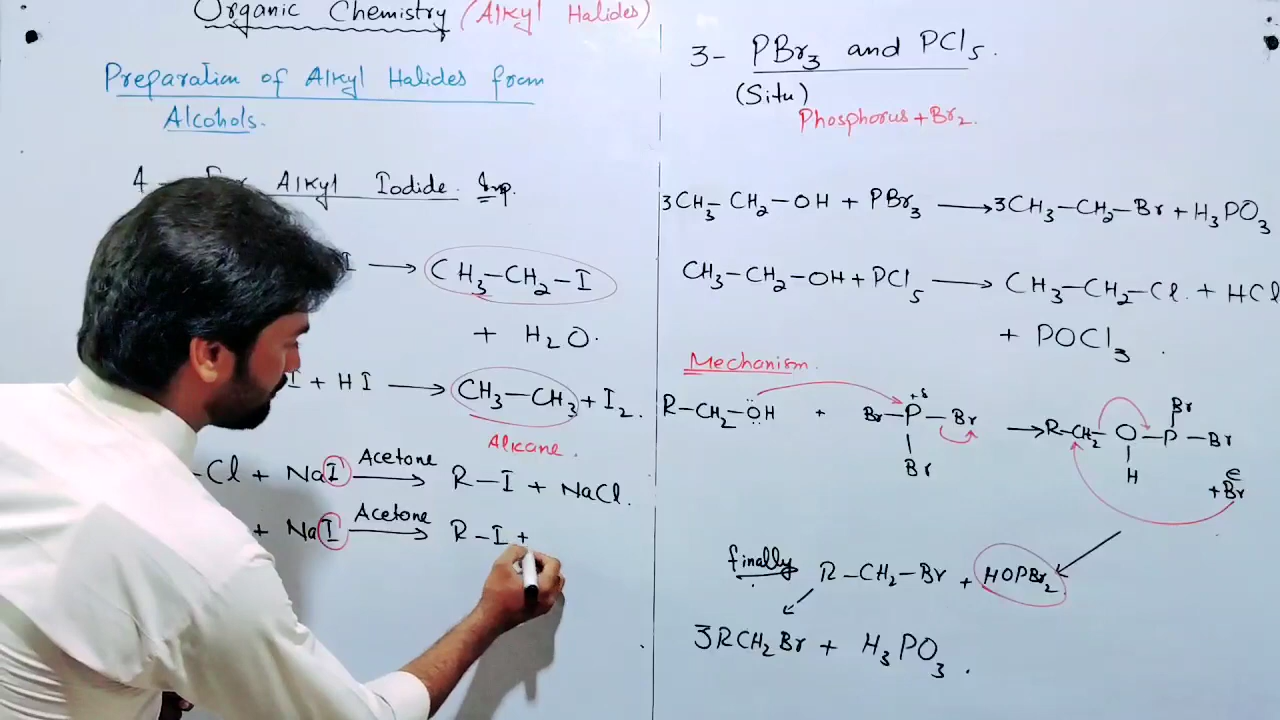 Organic Chemistry (Alkyl Halides)
Preparation of Alkyl Halides from
Alcohols.
4 Alkyl Iodide. Imp.
I → CH3-CH2-I
+ H2O.
I + HI → CH3-CH3 + I2.
Alkane.
-Cl + NaI Acetone → R-I + NaCl.
+ NaI Acetone → R-I +
3- PBr3 and PCl5.
(Situ)
Phosphorus + Br2.
3CH3-CH2-OH + PBr3 → 3CH3-CH2-Br + H3PO3
CH3-CH2-OH + PCl5 → CH3-CH2-Cl. + HCl
+ POCl3.
Mechanism.
R-CH2-ÖH + Br-P-Br → R-CH2-O-P-Br
+δ
Br
Br
H
+Br
finally R-CH2-Br + HOPBr2
3RCH2Br + H3PO3.